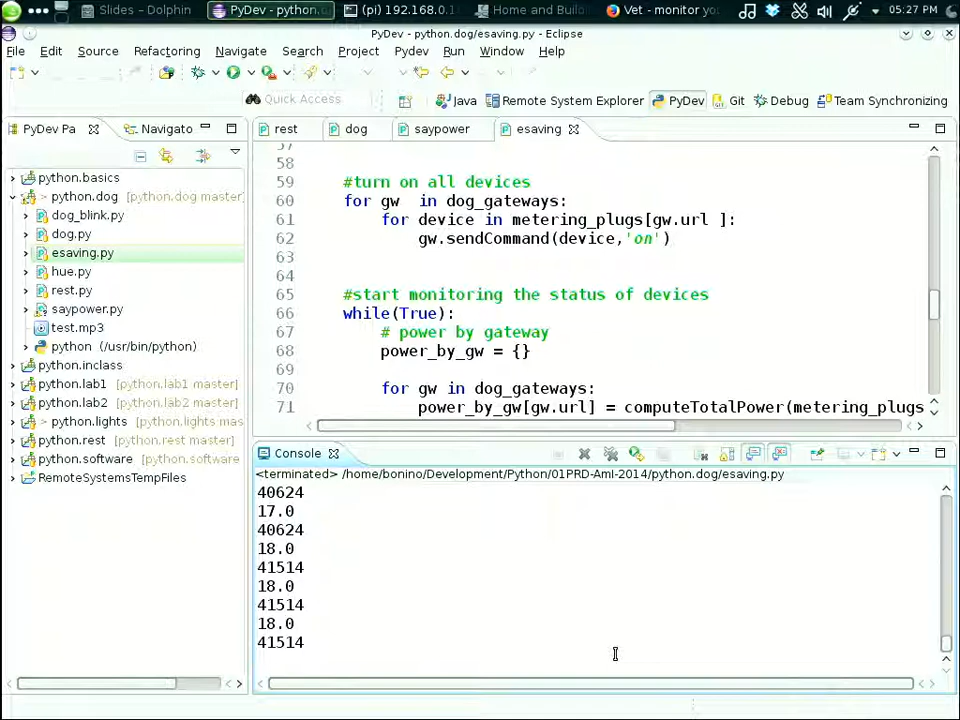 Slides – Dolphin
PyDev - python.
(pi) 192.168.0.1
Home and Buil
Vet - monitor yo
05:27 PM
PyDev - python.dog/esaving.py - Eclipse
File Edit Source Refactoring Navigate Search Project Pydev Run Window Help
Quick Access
Java Remote System Explorer PyDev Git Debug Team Synchronizing
PyDev Pa
Navigato
python.basics
> python.dog [python.dog master]
dog_blink.py
dog.py
esaving.py
hue.py
rest.py
saypower.py
test.mp3
python (/usr/bin/python)
python.inclass
python.lab1 [python.lab1 master]
python.lab2 [python.lab2 master]
> python.lights [python.lights mas
python.rest [python.rest master]
python.software [python.software
RemoteSystemsTempFiles
rest dog saypower esaving
57
58
59 #turn on all devices
60 for gw  in dog_gateways:
61 for device in metering_plugs[gw.url ]:
62 gw.sendCommand(device,'on')
63
64
65 #start monitoring the status of devices
66 while(True):
67 # power by gateway
68 power_by_gw = {}
69
70 for gw in dog_gateways:
71 power_by_gw[gw.url] = computeTotalPower(metering_plugs
Console
<terminated> /home/bonino/Development/Python/01PRD-AmI-2014/python.dog/esaving.py
40624
17.0
40624
18.0
41514
18.0
41514
18.0
41514